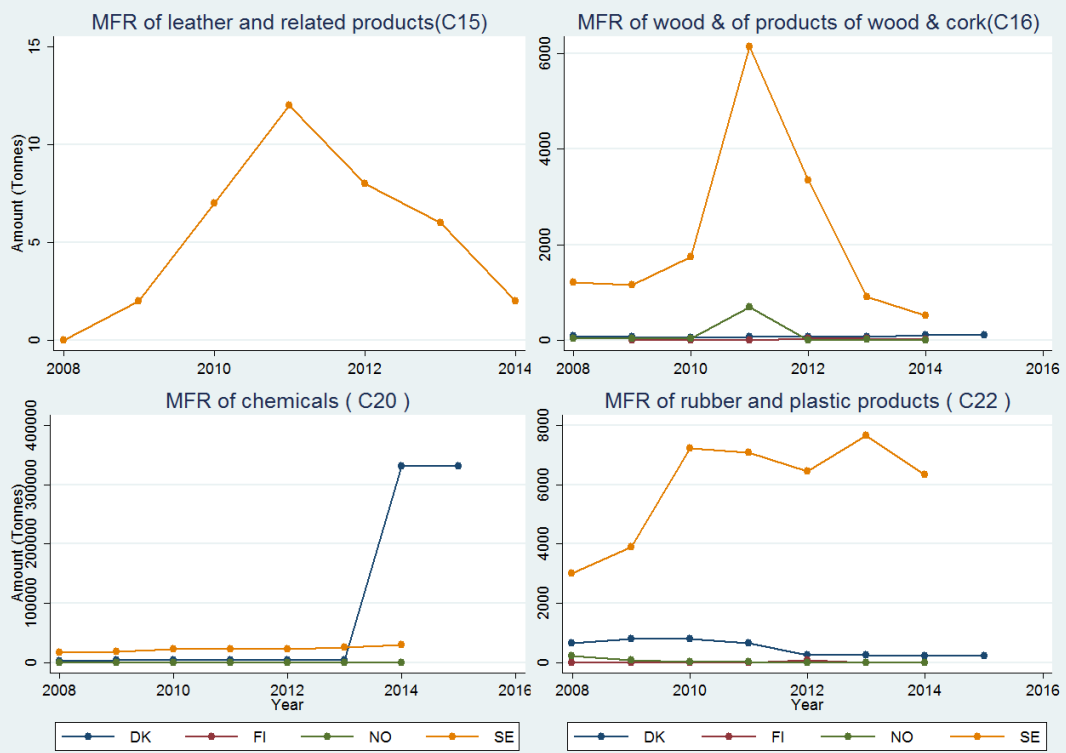 MFR of leather and related products(C15)
Amount (Tonnes)
15
10
5
0
2008 2010 2012 2014
MFR of wood & of products of wood & cork(C16)
6000
4000
2000
0
2008 2010 2012 2014 2016
MFR of chemicals ( C20 )
Amount (Tonnes)
400000
300000
200000
100000
0
2008 2010 2012 2014 2016
Year
DK FI NO SE
MFR of rubber and plastic products ( C22 )
8000
6000
4000
2000
0
2008 2010 2012 2014 2016
Year
DK FI NO SE